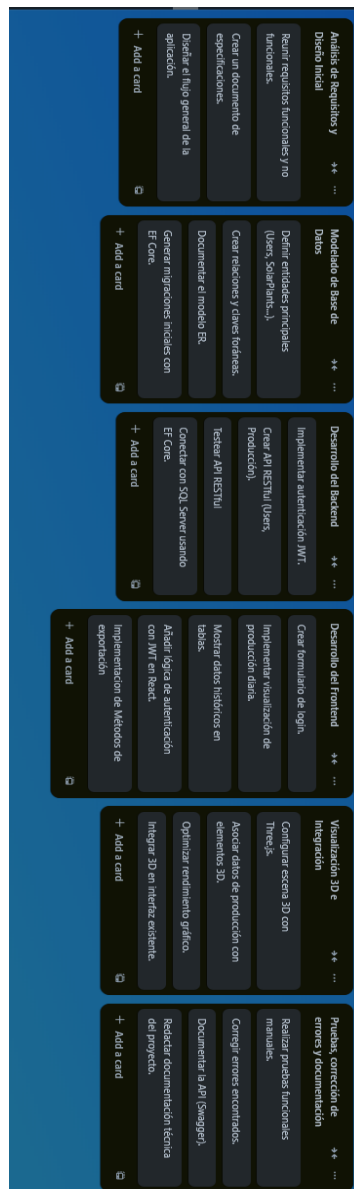 Análisis de Requisitos y
Diseño Inicial
Reunir requisitos funcionales y no
funcionales.
Crear un documento de
especificaciones.
Diseñar el flujo general de la
aplicación.
+ Add a card
Modelado de Base de
Datos
Definir entidades principales
(Users, SolarPlants...).
Crear relaciones y claves foráneas.
Documentar el modelo ER.
Generar migraciones iniciales con
EF Core.
+ Add a card
Desarrollo del Backend
Implementar autenticación JWT.
Crear API RESTful (Users,
Producción).
Testear API RESTful
Conectar con SQL Server usando
EF Core.
+ Add a card
Desarrollo del Frontend
Crear formulario de login.
Implementar visualización de
producción diaria.
Mostrar datos históricos en
tablas.
Añadir lógica de autenticación
con JWT en React.
Implementacion de Métodos de
exportación
+ Add a card
Visualización 3D e
Integración
Configurar escena 3D con
Three.js.
Asociar datos de producción con
elementos 3D.
Optimizar rendimiento gráfico.
Integrar 3D en interfaz existente.
+ Add a card
Pruebas, corrección de
errores y documentación
Realizar pruebas funcionales
manuales.
Corregir errores encontrados.
Documentar la API (Swagger).
Redactar documentación técnica
del proyecto.
+ Add a card